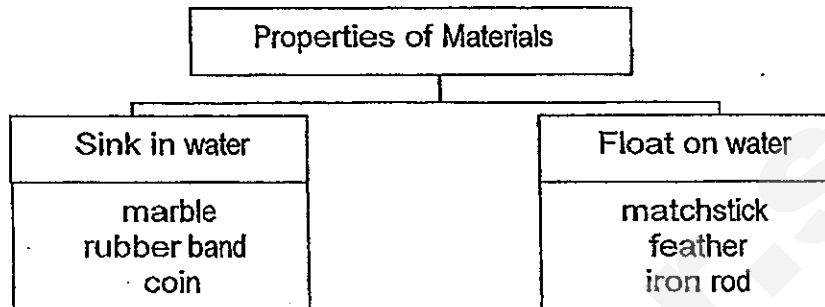 Properties of Materials
Sink in water
marble
rubber band
coin
Float on water
matchstick
feather
iron rod